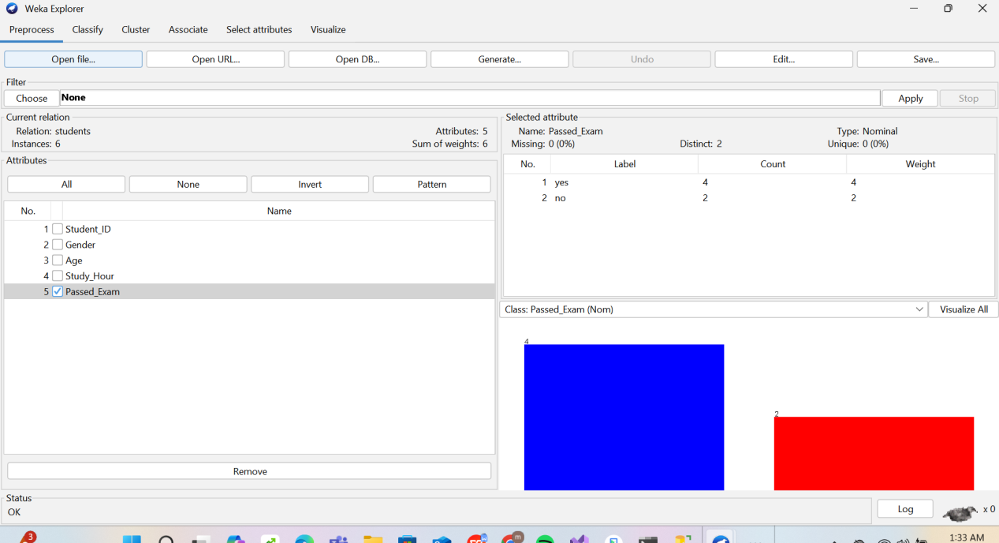 Weka Explorer
Preprocess Classify Cluster Associate Select attributes Visualize
Open file... Open URL... Open DB... Generate... Undo Edit... Save...
Filter
Choose None Apply Stop
Current relation
Relation: students Attributes: 5
Instances: 6 Sum of weights: 6
Attributes
All None Invert Pattern
No. Name
1 Student_ID
2 Gender
3 Age
4 Study_Hour
5 Passed_Exam
Remove
Selected attribute
Name: Passed_Exam Type: Nominal
Missing: 0 (0%) Distinct: 2 Unique: 0 (0%)
No. Label Count Weight
1 yes 4 4
2 no 2 2
Class: Passed_Exam (Nom) Visualize All
4
2
Status
OK
Log x 0
3
m
1:33 AM